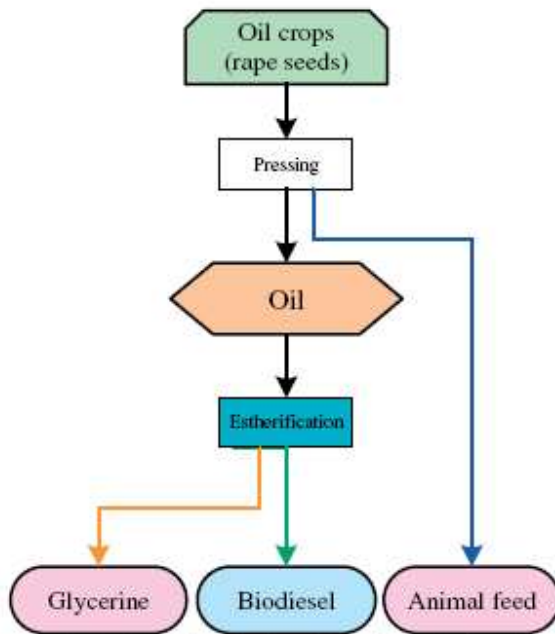 Oil crops
(rape seeds)
Pressing
Oil
Estherification
Glycerine
Biodiesel
Animal feed